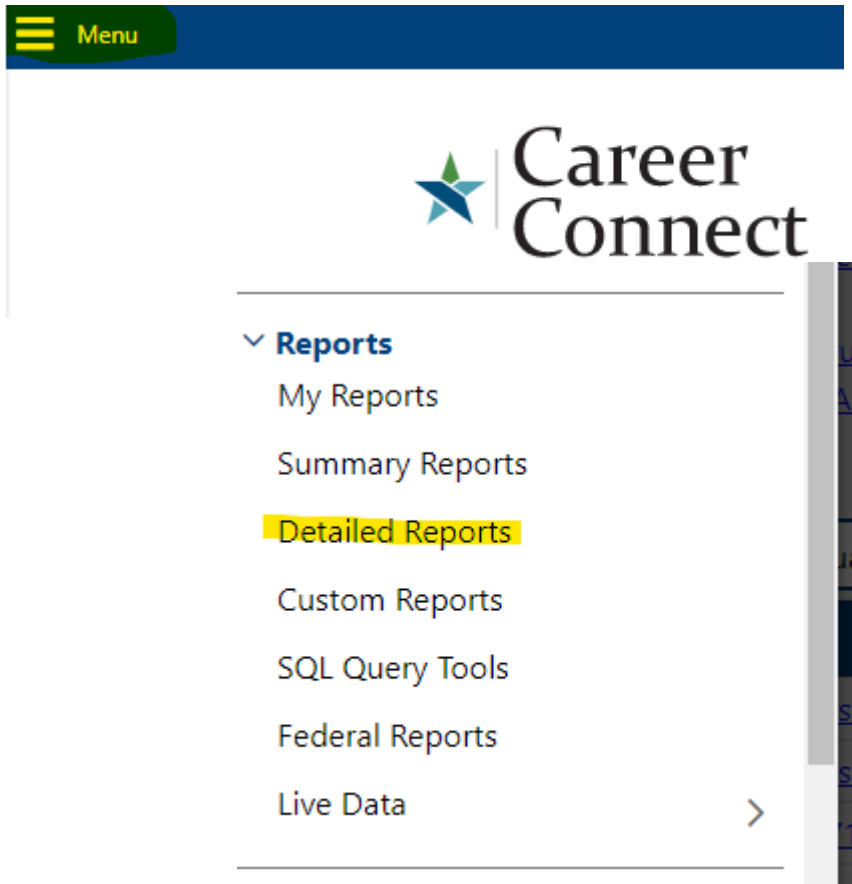 Menu
Career
Connect
Reports
My Reports
Summary Reports
Detailed Reports
Custom Reports
SQL Query Tools
Federal Reports
Live Data